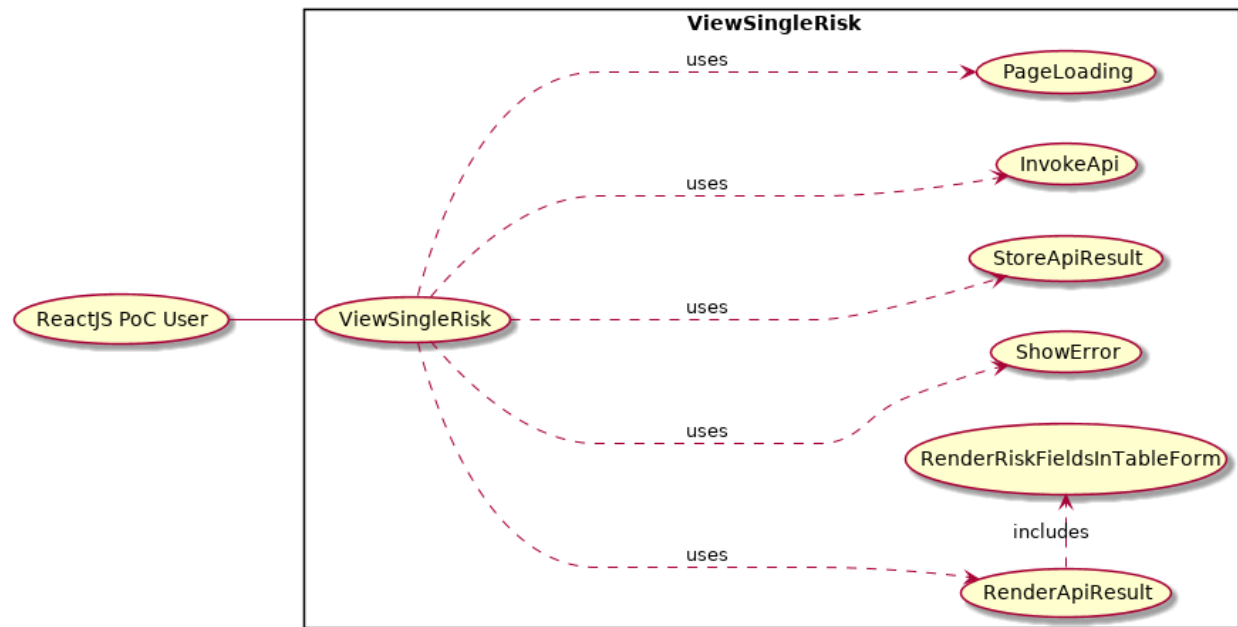 ViewSingleRisk
uses
PageLoading
uses
InvokeApi
uses
StoreApiResult
ReactJS PoC User
ViewSingleRisk
ShowError
uses
RenderRiskFieldsInTableForm
includes
uses
RenderApiResult